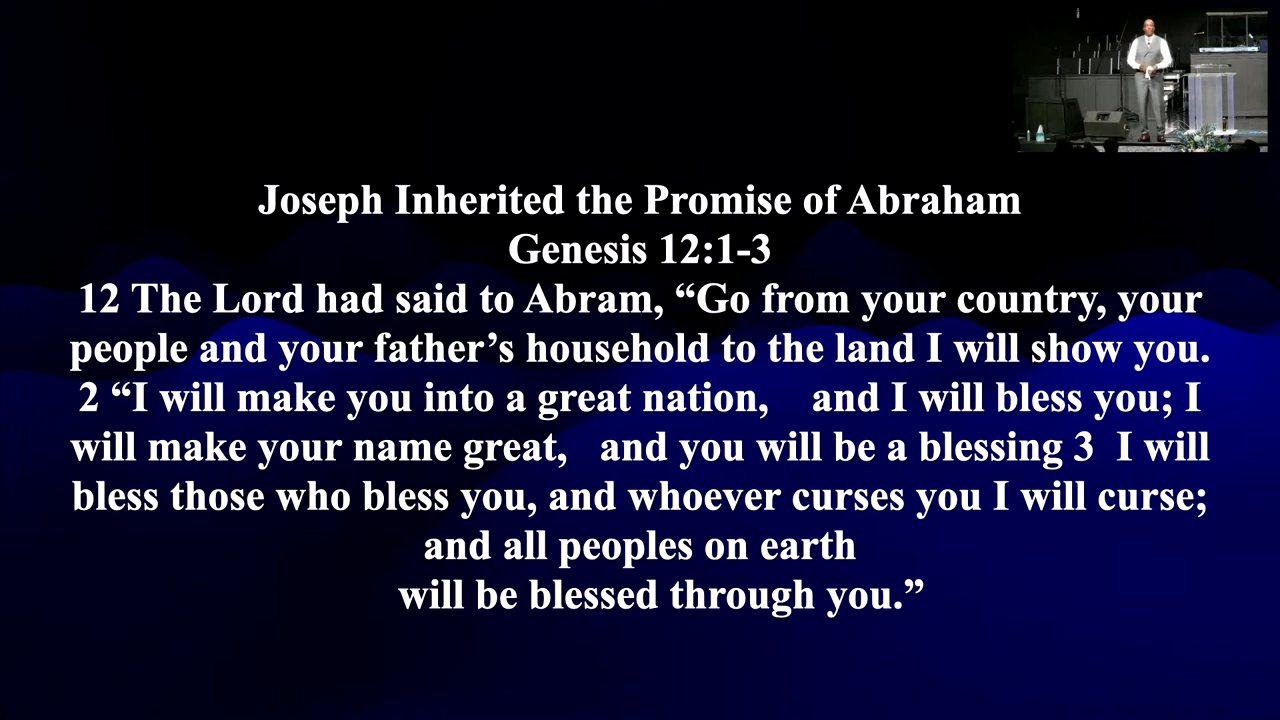 Joseph Inherited the Promise of Abraham
Genesis 12:1-3
12 The Lord had said to Abram, “Go from your country, your
people and your father’s household to the land I will show you.
2 “I will make you into a great nation,    and I will bless you; I
will make your name great,   and you will be a blessing 3  I will
bless those who bless you, and whoever curses you I will curse;
and all peoples on earth
will be blessed through you.”